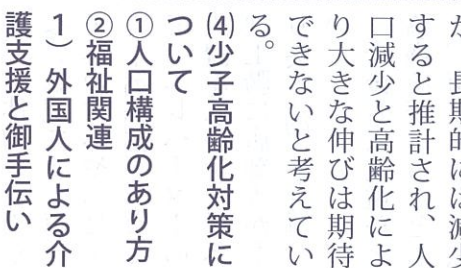 が、長期的には減少
すると推計され、人
口減少と高齢化によ
り大きな伸びは期待
できないと考えてい
る。
(4)少子高齢化対策に
ついて
①人口構成のあり方
②福祉関連
1）外国人による介
護支援と御手伝い